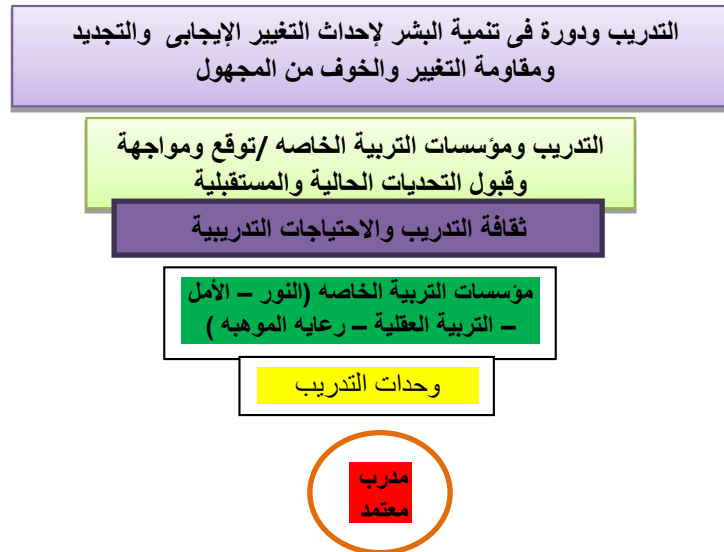 التدريب ودورة فى تنمية البشر لإحداث التغيير الإيجابى والتجديد
ومقاومة التغيير والخوف من المجهول
التدريب ومؤسسات التربية الخاصه /توقع ومواجهة
وقبول التحديات الحالية والمستقبلية
ثقافة التدريب والاحتياجات التدريبية
مؤسسات التربية الخاصه (النور – الأمل
– التربية العقلية – رعايه الموهبه )
وحدات التدريب
مدرب
معتمد